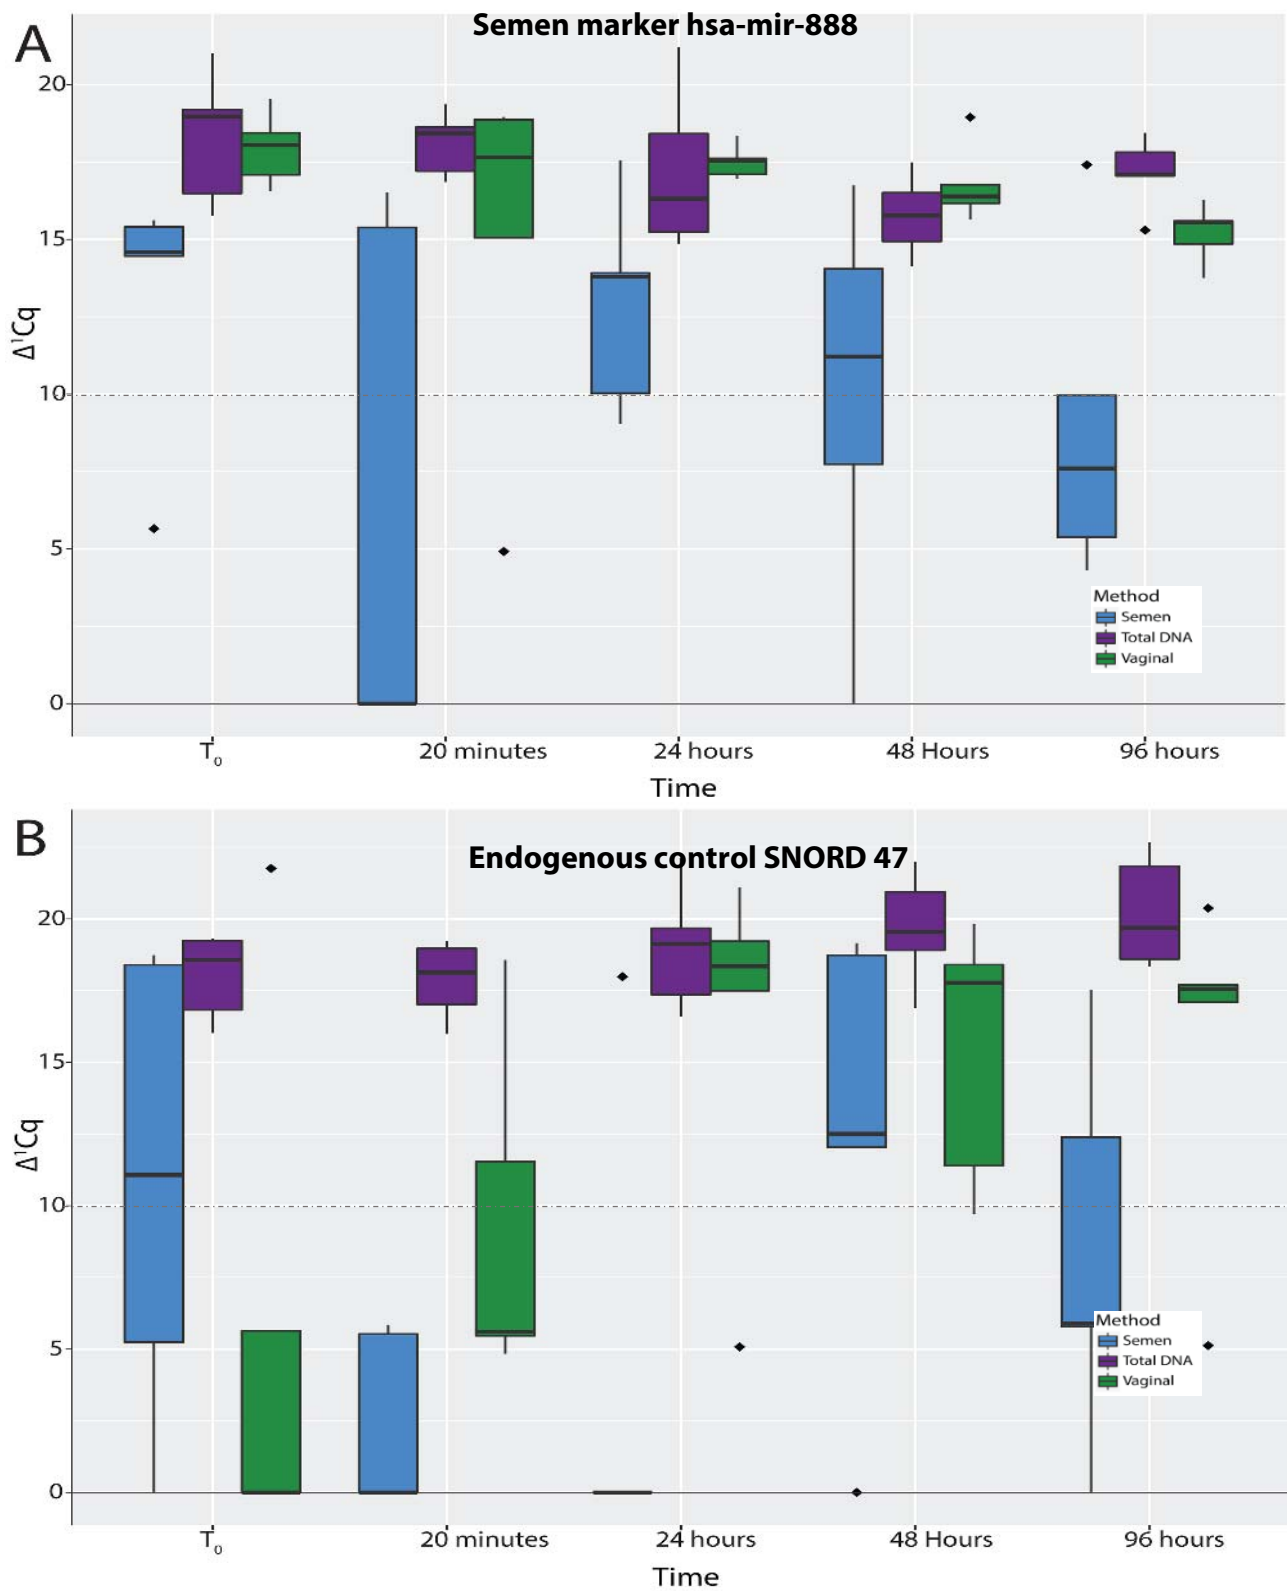 A
Semen marker hsa-mir-888
20
15
10
5
0
Δ¹Cq
Method
Semen
Total DNA
Vaginal
T₀ 20 minutes 24 hours 48 Hours 96 hours
Time
B
Endogenous control SNORD 47
20
15
10
5
0
Δ¹Cq
Method
Semen
Total DNA
Vaginal
T₀ 20 minutes 24 hours 48 Hours 96 hours
Time